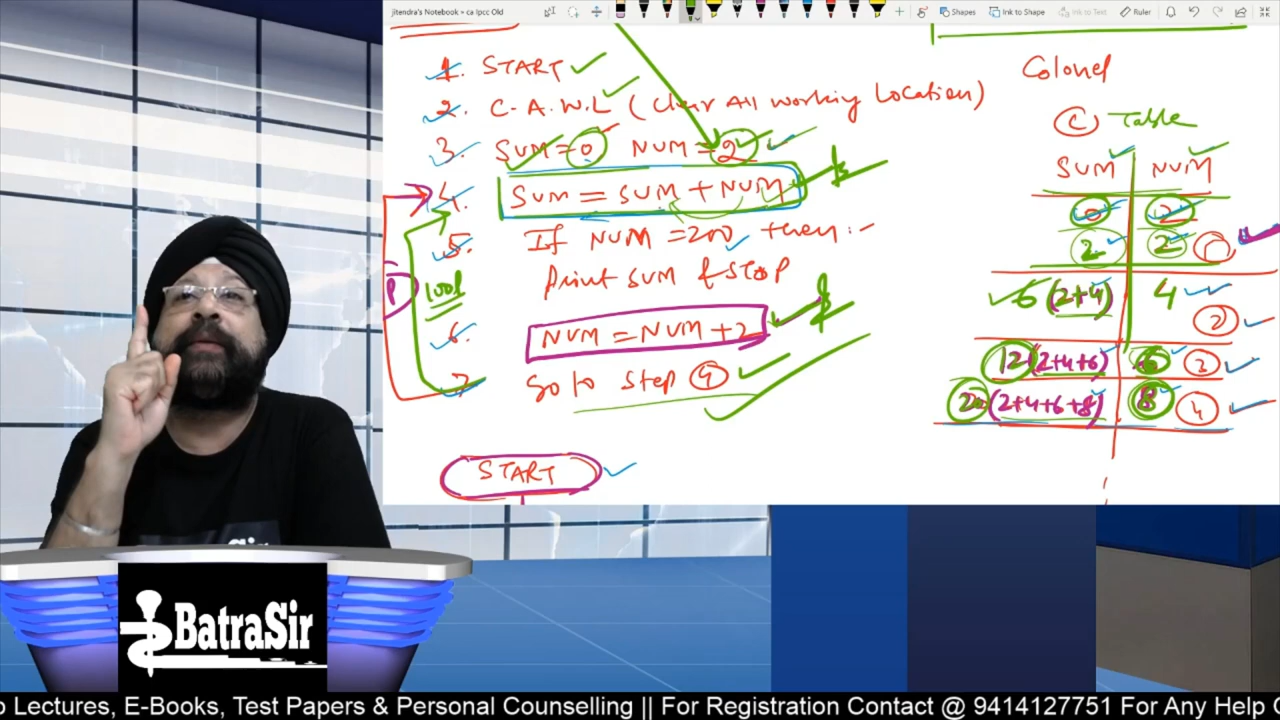 jitendra's Notebook » ca Ipcc Old
Shapes Ink to Shape Ink to Text Ruler
1. START
2. C-A.W.L (Clear All Working Location)
3. SUM=0 NUM=2
4. SUM = SUM + NUM
5. If NUM =200 then:-
Print SUM & STOP
6. NUM =NUM +2
7. Go to Step 4
Loop
START
(C) Table
SUM NUM
0 2
2 2 1
6 (2+4) 4 2
12 (2+4+6) 6 3
20 (2+4+6+8) 8 4
BatraSir
o Lectures, E-Books, Test Papers & Personal Counselling || For Registration Contact @ 9414127751 For Any Help